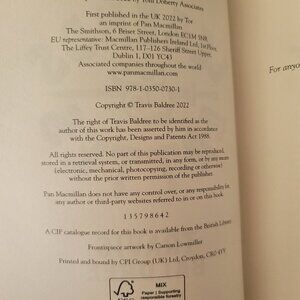 2022 by Tom Doherty Associates
First published in the UK 2022 by Tor
an imprint of Pan Macmillan
The Smithson, 6 Briset Street, London EC1M 5NR
EU representative: Macmillan Publishers Ireland Ltd, 1st Floor,
The Liffey Trust Centre, 117–126 Sheriff Street Upper,
Dublin 1, D01 YC43
Associated companies throughout the world
www.panmacmillan.com
ISBN 978-1-0350-0730-1
Copyright © Travis Baldree 2022
The right of Travis Baldree to be identified as the
author of this work has been asserted by him in accordance
with the Copyright, Designs and Patents Act 1988.
All rights reserved. No part of this publication may be reproduced,
stored in a retrieval system, or transmitted, in any form, or by any means
(electronic, mechanical, photocopying, recording or otherwise)
without the prior written permission of the publisher.
Pan Macmillan does not have any control over, or any responsibility for,
any author or third-party websites referred to in or on this book.
1 3 5 7 9 8 6 4 2
A CIP catalogue record for this book is available from the British Library.
Frontispiece artwork by Carson Lowmiller
Printed and bound by CPI Group (UK) Ltd, Croydon, CR0 4YY
MIX
Paper | Supporting
responsible forestry
For anyo